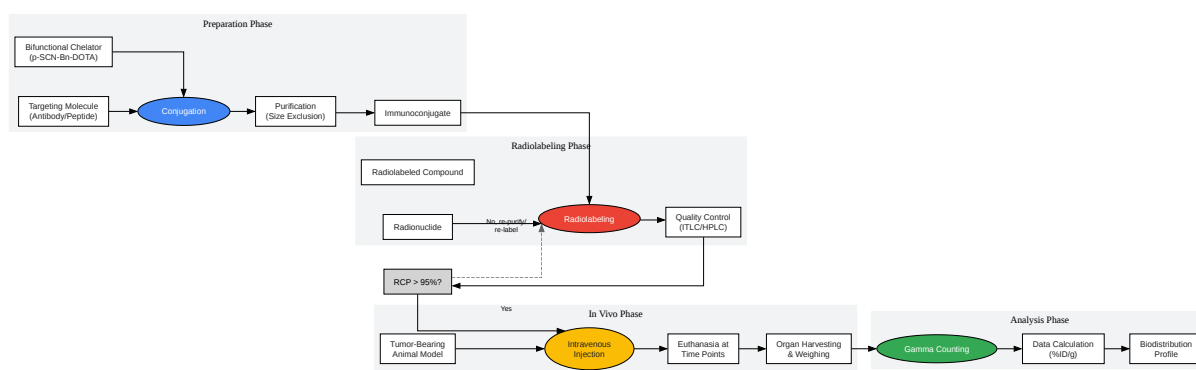 Preparation Phase
Bifunctional Chelator
(p-SCN-Bn-DOTA)
Targeting Molecule
(Antibody/Peptide)
Conjugation
Purification
(Size Exclusion)
Immunoconjugate
Radiolabeling Phase
Radiolabeled Compound
Radionuclide
No, re-purify/
re-label
Radiolabeling
Quality Control
(ITLC/HPLC)
RCP > 95%?
Yes
In Vivo Phase
Tumor-Bearing
Animal Model
Intravenous
Injection
Euthanasia at
Time Points
Organ Harvesting
& Weighing
Analysis Phase
Gamma Counting
Data Calculation
(%ID/g)
Biodistribution
Profile